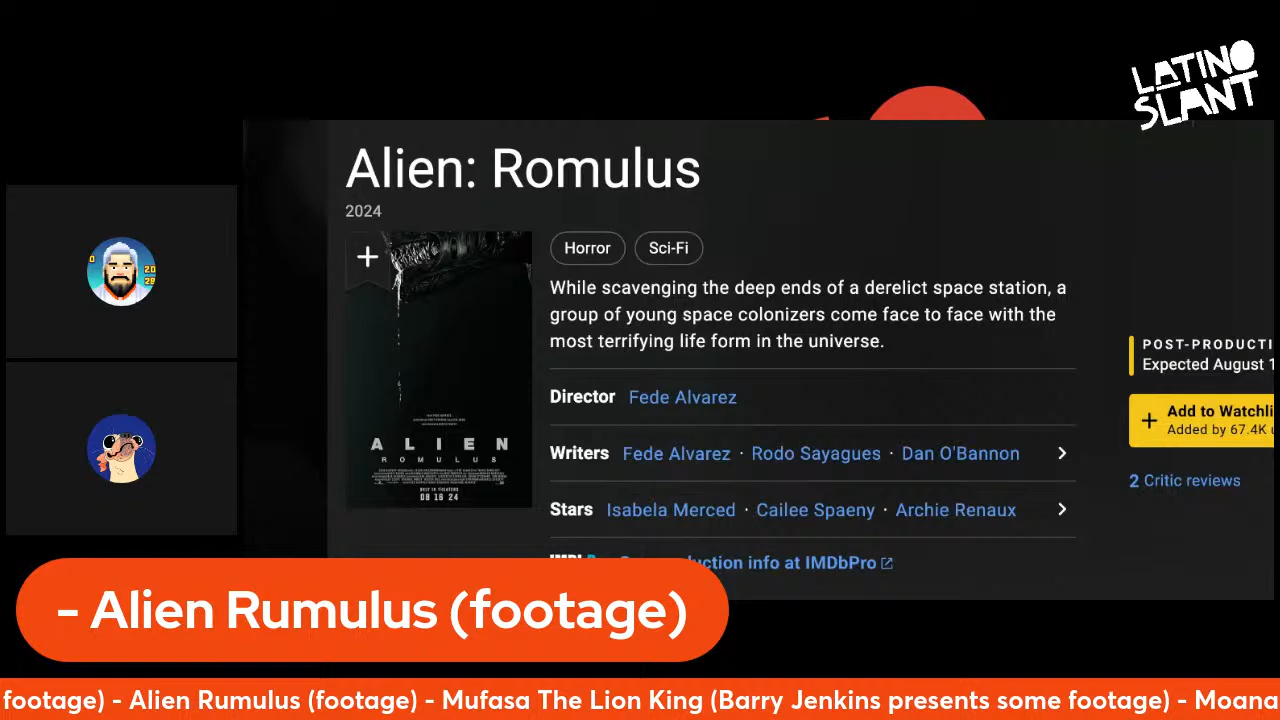 LATINO
SLANT
Alien: Romulus
2024
Horror
Sci-Fi
While scavenging the deep ends of a derelict space station, a
group of young space colonizers come face to face with the
most terrifying life form in the universe.
Director Fede Alvarez
Writers Fede Alvarez · Rodo Sayagues · Dan O'Bannon
Stars Isabela Merced · Cailee Spaeny · Archie Renaux
uction info at IMDbPro
POST-PRODUCTI
Expected August 1
+ Add to Watchli
Added by 67.4K u
2 Critic reviews
ALIEN
ROMULUS
08 16 24
20
28
- Alien Rumulus (footage)
footage) - Alien Rumulus (footage) - Mufasa The Lion King (Barry Jenkins presents some footage) - Moana